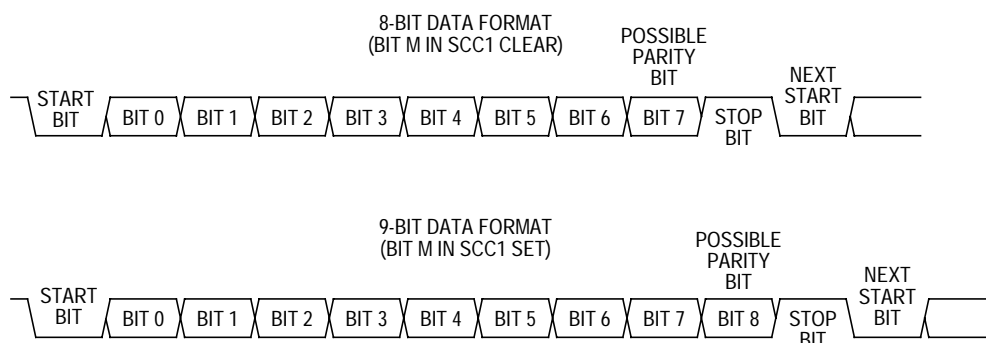 8-BIT DATA FORMAT
(BIT M IN SCC1 CLEAR)
POSSIBLE
PARITY
BIT
NEXT
START
BIT
START
BIT
BIT 0
BIT 1
BIT 2
BIT 3
BIT 4
BIT 5
BIT 6
BIT 7
STOP
BIT
9-BIT DATA FORMAT
(BIT M IN SCC1 SET)
POSSIBLE
PARITY
BIT
NEXT
START
BIT
START
BIT
BIT 0
BIT 1
BIT 2
BIT 3
BIT 4
BIT 5
BIT 6
BIT 7
BIT 8
STOP
BIT